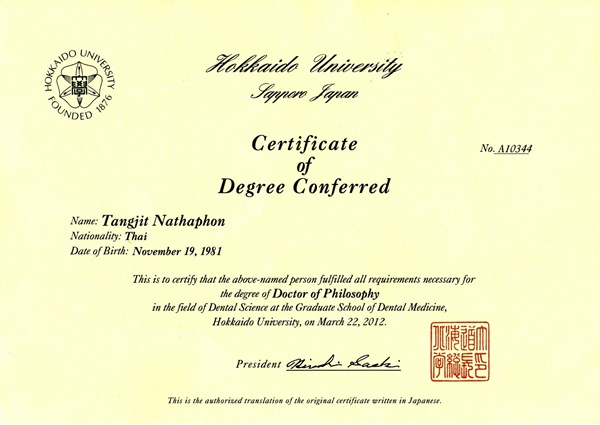 HOKKAIDO UNIVERSITY
FOUNDED 1876
Hokkaido University
Sapporo Japan
Certificate
of
Degree Conferred
No. A10344
Name: Tangjit Nathaphon
Nationality: Thai
Date of Birth: November 19, 1981
This is to certify that the above-named person fulfilled all requirements necessary for
the degree of Doctor of Philosophy
in the field of Dental Science at the Graduate School of Dental Medicine,
Hokkaido University, on March 22, 2012.
President
This is the authorized translation of the original certificate written in Japanese.